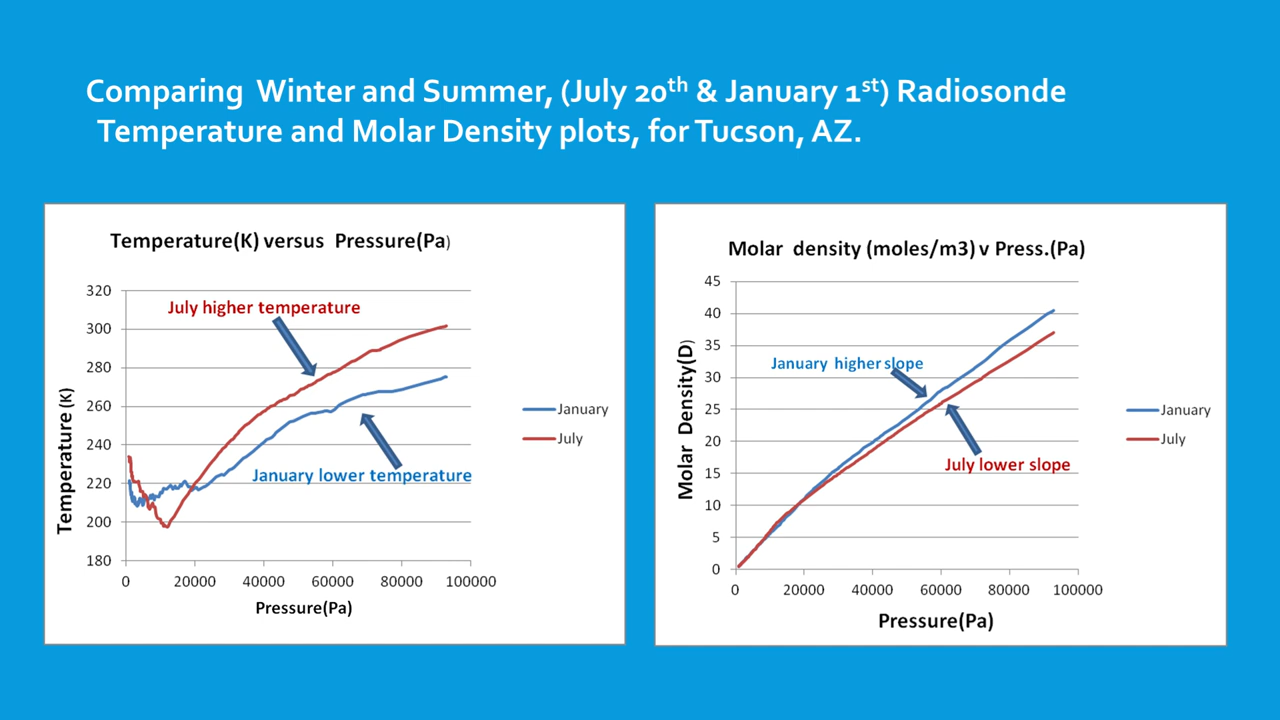 Comparing Winter and Summer, (July 20th & January 1st) Radiosonde
Temperature and Molar Density plots, for Tucson, AZ.
Temperature(K) versus Pressure(Pa)
320
300
280
260
240
220
200
180
Temperature (K)
July higher temperature
January lower temperature
January
July
0
20000
40000
60000
80000
100000
Pressure(Pa)
Molar density (moles/m3) v Press.(Pa)
45
40
35
30
25
20
15
10
5
0
Molar Density(D)
January higher slope
July lower slope
January
July
0
20000
40000
60000
80000
100000
Pressure(Pa)